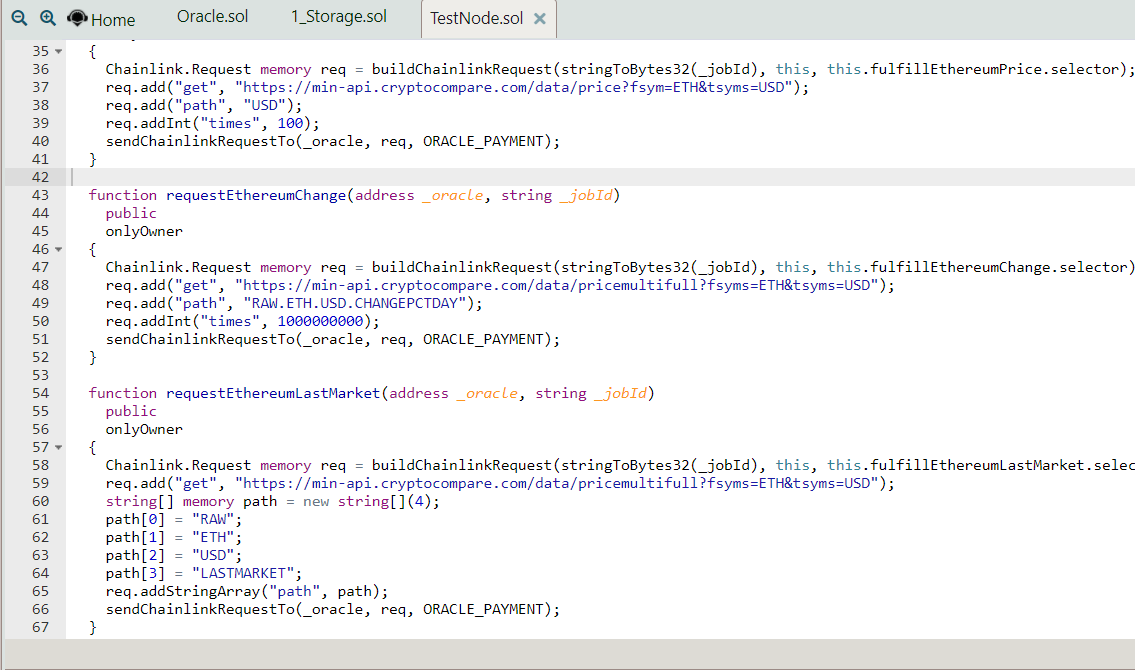 Home Oracle.sol 1_Storage.sol TestNode.sol ✕
35 {
36 Chainlink.Request memory req = buildChainlinkRequest(stringToBytes32(_jobId), this, this.fulfillEthereumPrice.selector);
37 req.add("get", "https://min-api.cryptocompare.com/data/price?fsym=ETH&tsyms=USD");
38 req.add("path", "USD");
39 req.addInt("times", 100);
40 sendChainlinkRequestTo(_oracle, req, ORACLE_PAYMENT);
41 }
42
43 function requestEthereumChange(address _oracle, string _jobId)
44 public
45 onlyOwner
46 {
47 Chainlink.Request memory req = buildChainlinkRequest(stringToBytes32(_jobId), this, this.fulfillEthereumChange.selector)
48 req.add("get", "https://min-api.cryptocompare.com/data/pricemultifull?fsyms=ETH&tsyms=USD");
49 req.add("path", "RAW.ETH.USD.CHANGEPCTDAY");
50 req.addInt("times", 1000000000);
51 sendChainlinkRequestTo(_oracle, req, ORACLE_PAYMENT);
52 }
53
54 function requestEthereumLastMarket(address _oracle, string _jobId)
55 public
56 onlyOwner
57 {
58 Chainlink.Request memory req = buildChainlinkRequest(stringToBytes32(_jobId), this, this.fulfillEthereumLastMarket.selec
59 req.add("get", "https://min-api.cryptocompare.com/data/pricemultifull?fsyms=ETH&tsyms=USD");
60 string[] memory path = new string[](4);
61 path[0] = "RAW";
62 path[1] = "ETH";
63 path[2] = "USD";
64 path[3] = "LASTMARKET";
65 req.addStringArray("path", path);
66 sendChainlinkRequestTo(_oracle, req, ORACLE_PAYMENT);
67 }